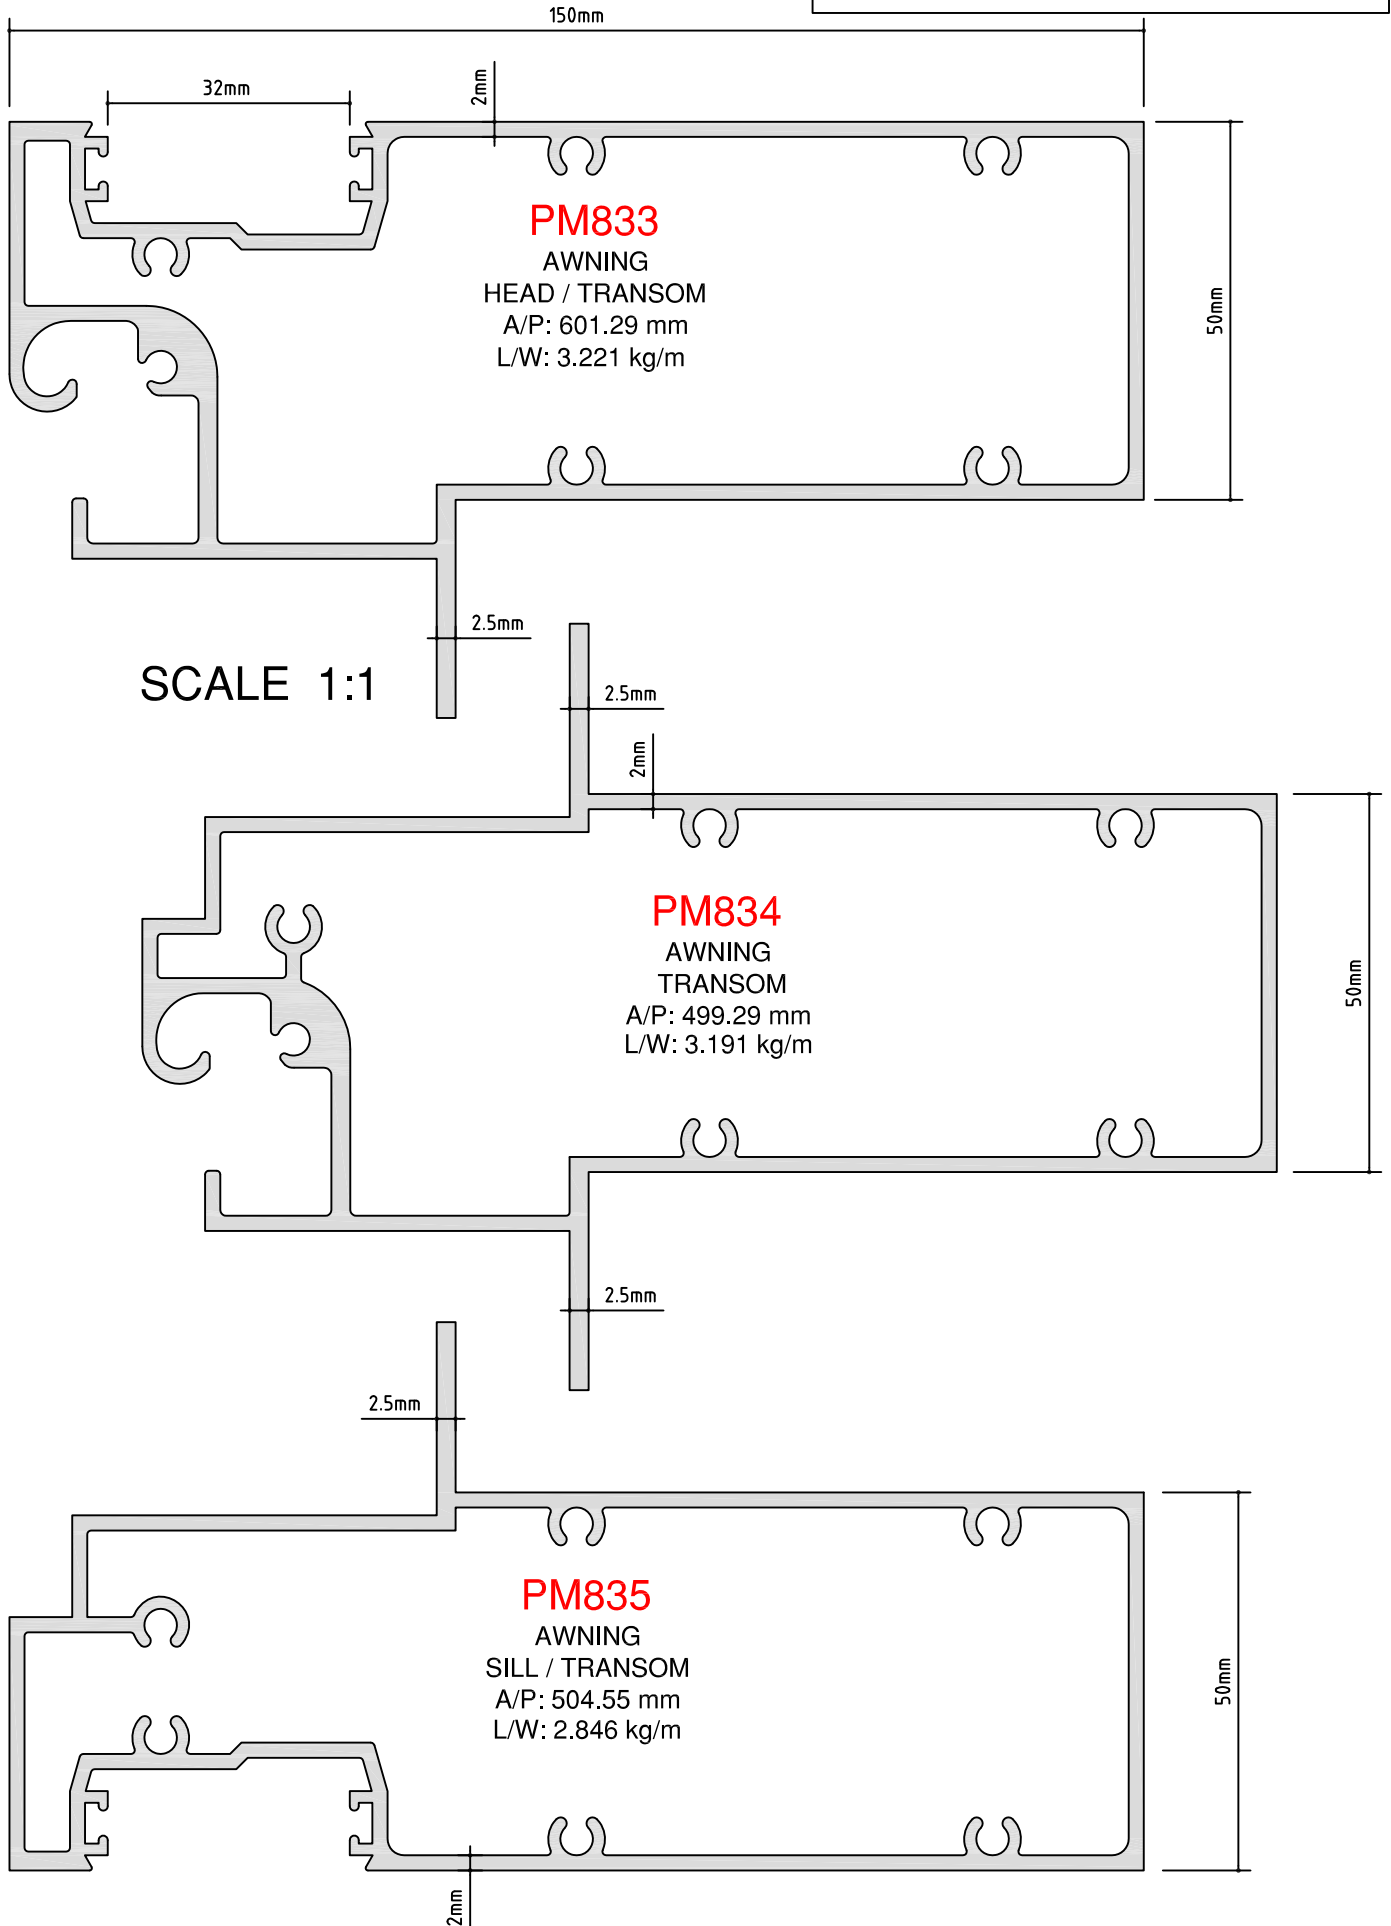 150mm
32mm
2mm
PM833
AWNING
HEAD / TRANSOM
A/P: 601.29 mm
L/W: 3.221 kg/m
50mm
2.5mm
SCALE 1:1
2.5mm
2mm
PM834
AWNING
TRANSOM
A/P: 499.29 mm
L/W: 3.191 kg/m
50mm
2.5mm
2.5mm
PM835
AWNING
SILL / TRANSOM
A/P: 504.55 mm
L/W: 2.846 kg/m
50mm
2mm